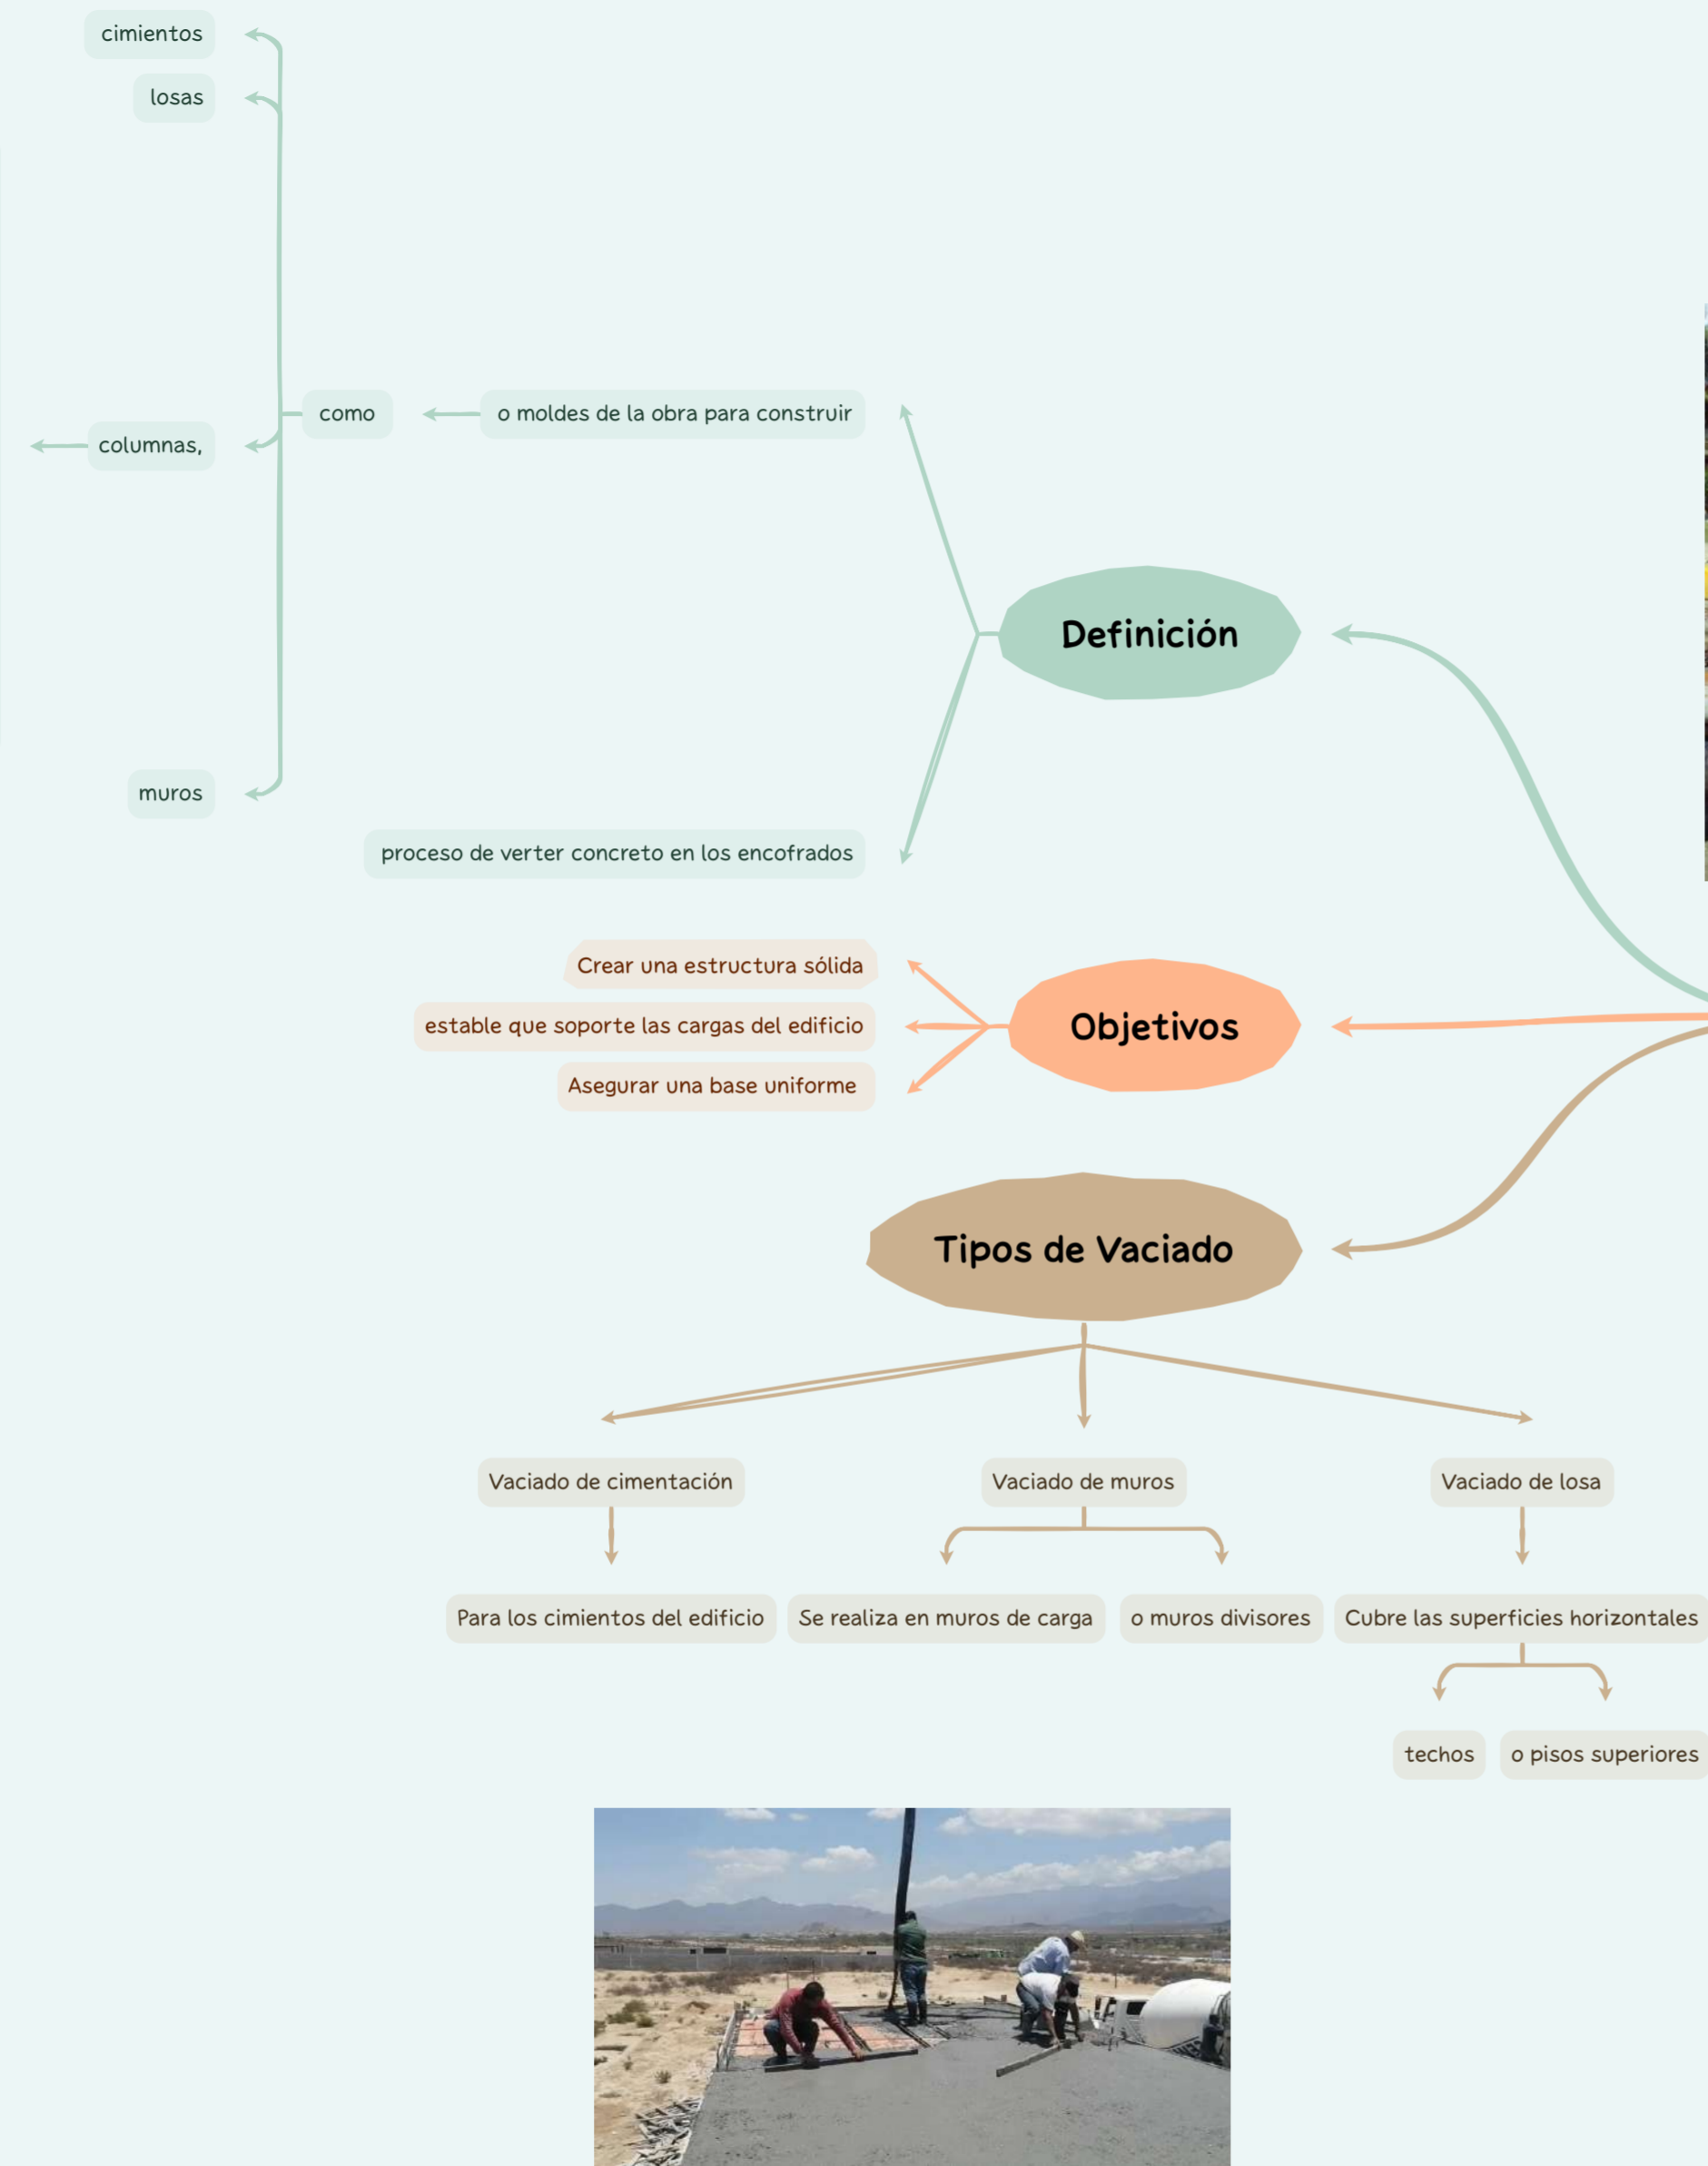 cimientos
losas
como
o moldes de la obra para construir
columnas,
Definición
muros
proceso de verter concreto en los encofrados
Crear una estructura sólida
estable que soporte las cargas del edificio
Objetivos
Asegurar una base uniforme
Tipos de Vaciado
Vaciado de cimentación
Vaciado de muros
Vaciado de losa
Para los cimientos del edificio
Se realiza en muros de carga
o muros divisores
Cubre las superficies horizontales
techos
o pisos superiores